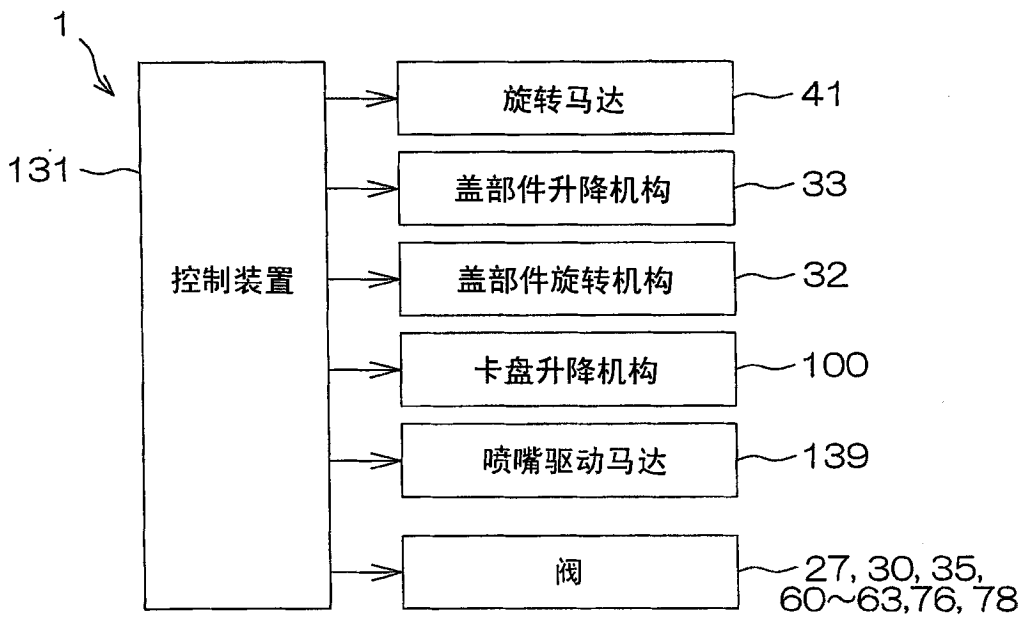 1
旋转马达
41
131
盖部件升降机构
33
控制装置
盖部件旋转机构
32
卡盘升降机构
100
喷嘴驱动马达
139
阀
27, 30, 35,
60~63,76, 78